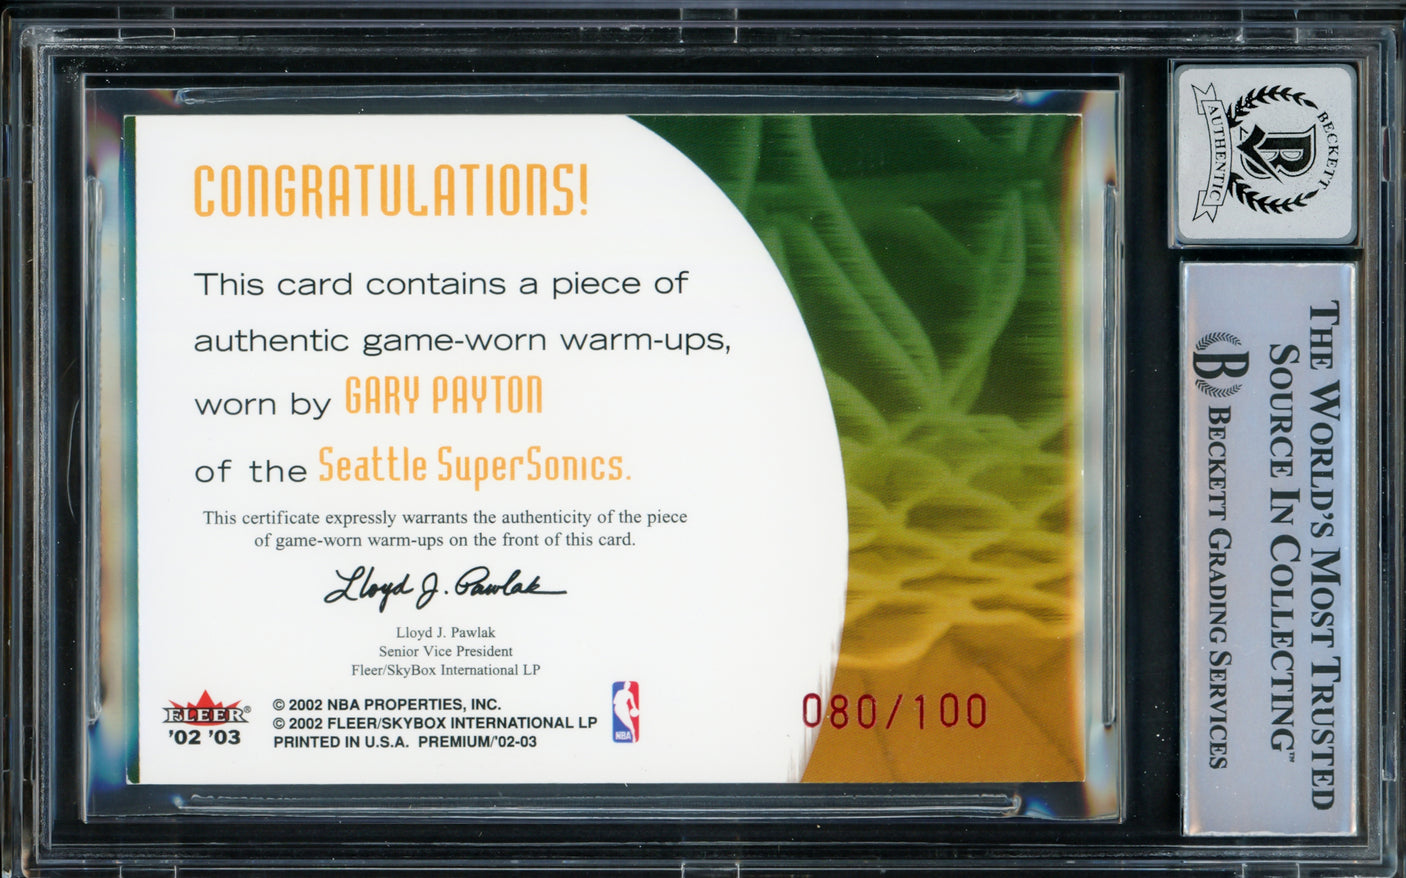 CONGRATULATIONS!
This card contains a piece of
authentic game-worn warm-ups,
worn by GARY PAYTON
of the Seattle SuperSonics.
This certificate expressly warrants the authenticity of the piece
of game-worn warm-ups on the front of this card.
Lloyd J. Pawlak
Lloyd J. Pawlak
Senior Vice President
Fleer/SkyBox International LP
FLEER®
'02 '03
© 2002 NBA PROPERTIES, INC.
© 2002 FLEER/SKYBOX INTERNATIONAL LP
PRINTED IN U.S.A. PREMIUM/'02-03
NBA
080/100
BECKETT
AUTHENTIC
THE WORLD'S MOST TRUSTED
SOURCE IN COLLECTING™
B BECKETT GRADING SERVICES